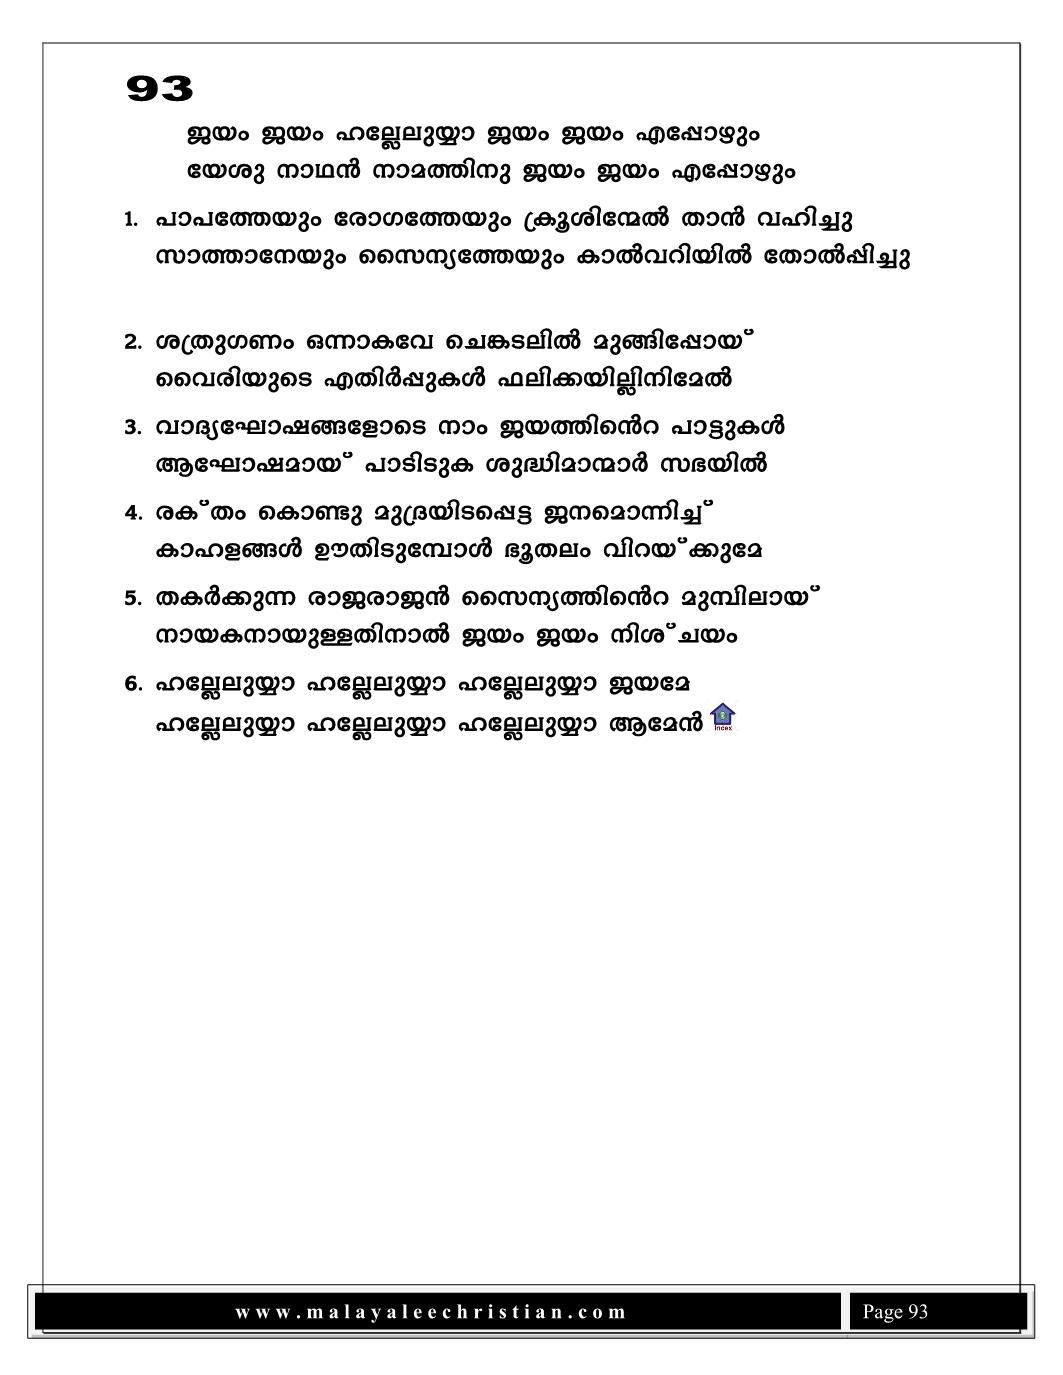 93
ജയം ജയം ഹല്ലേലുയ്യാ ജയം ജയം എപ്പോഴും
യേശു നാഥൻ നാമത്തിനു ജയം ജയം എപ്പോഴും
1. പാപത്തേയും രോഗത്തേയും ക്രൂശിന്മേൽ താൻ വഹിച്ചു
സാത്താനേയും സൈന്യത്തേയും കാൽവറിയിൽ തോൽപ്പിച്ചു
2. ശത്രുഗണം ഒന്നാകവേ ചെങ്കടലിൽ മുങ്ങിപ്പോയ്
വൈരിയുടെ എതിർപ്പുകൾ ഫലിക്കയില്ലിനിമേൽ
3. വാദ്യഘോഷങ്ങളോടെ നാം ജയത്തിൻെറ പാട്ടുകൾ
ആഘോഷമായ് പാടിടുക ശുദ്ധിമാന്മാർ സഭയിൽ
4. രക്തം കൊണ്ടു മുദ്രയിടപ്പെട്ട ജനമൊന്നിച്ച്
കാഹളങ്ങൾ ഊതിടുമ്പോൾ ഭൂതലം വിറയ്ക്കുമേ
5. തകർക്കുന്ന രാജരാജൻ സൈന്യത്തിൻെറ മുമ്പിലായ്
നായകനായുള്ളതിനാൽ ജയം ജയം നിശ്ചയം
6. ഹല്ലേലുയ്യാ ഹല്ലേലുയ്യാ ഹല്ലേലുയ്യാ ജയമേ
ഹല്ലേലുയ്യാ ഹല്ലേലുയ്യാ ഹല്ലേലുയ്യാ ആമേൻ
Index
www.malayaleechristian.com
Page 93